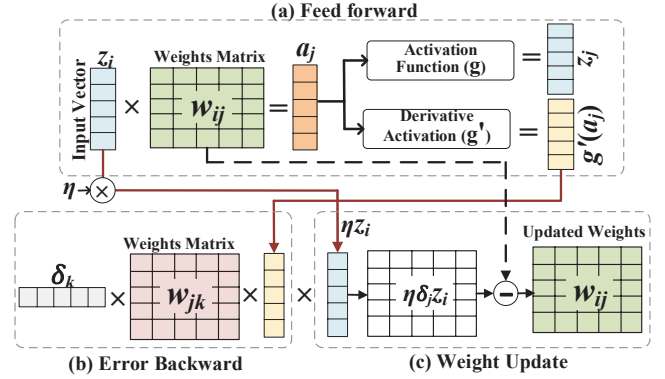 (a) Feed forward
z_i
Weights Matrix
a_j
Input Vector
×
w_ij
=
Activation
Function (g)
=
z_j
Derivative
Activation (g')
=
g'(a_j)
η
×
ηz_i
Weights Matrix
Updated Weights
δ_k
×
w_jk
×
×
ηδ_jz_i
−
w_ij
(b) Error Backward
(c) Weight Update